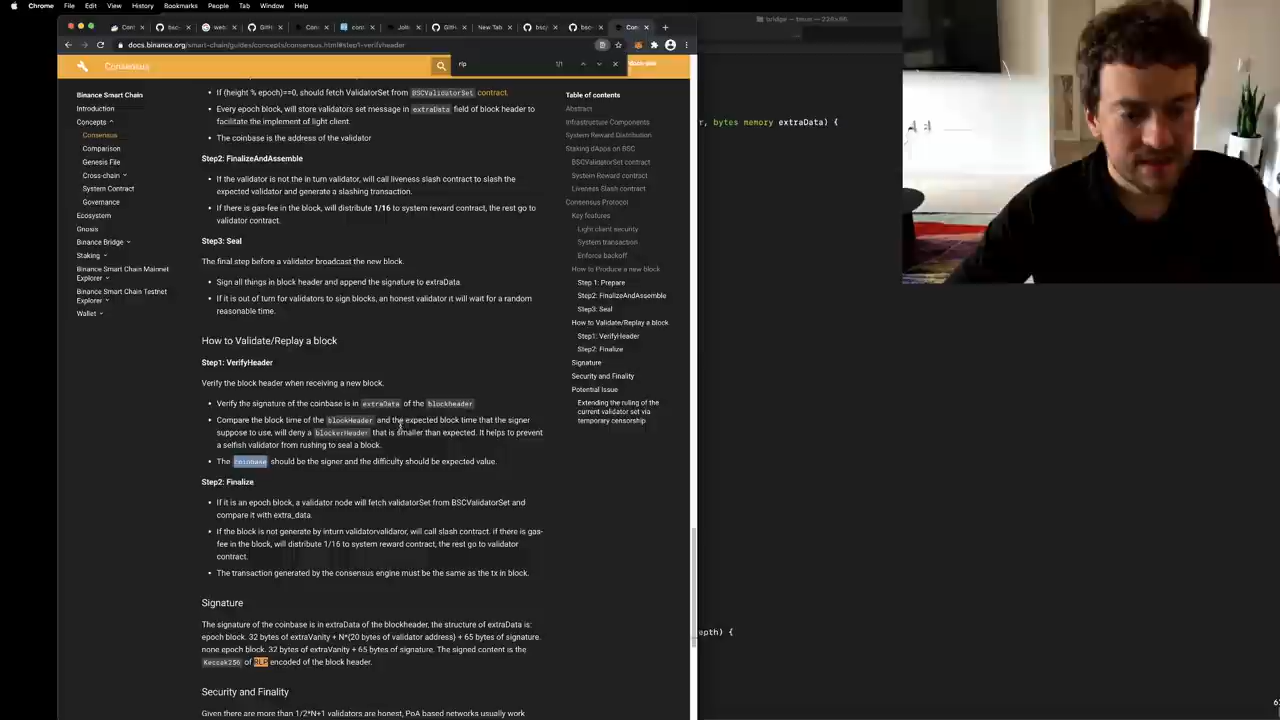 Chrome File Edit View History Bookmarks People Tab Window Help
bridge — tmux — 238x66
docs.binance.org/smart-chain/guides/concepts/consensus.html#step1-verifyheader
Consensus
rlp 1/1
Binance Smart Chain
Introduction
Concepts
Consensus
Comparison
Genesis File
Cross-chain
System Contract
Governance
Ecosystem
Gnosis
Binance Bridge
Staking
Binance Smart Chain Mainnet
Explorer
Binance Smart Chain Testnet
Explorer
Wallet
If (height % epoch)==0, should fetch ValidatorSet from BSCValidatorSet contract.
Every epoch block, will store validators set message in extraData field of block header to
facilitate the implement of light client.
The coinbase is the address of the validator
Step2: FinalizeAndAssemble
If the validator is not the in turn validator, will call liveness slash contract to slash the
expected validator and generate a slashing transaction.
If there is gas-fee in the block, will distribute 1/16 to system reward contract, the rest go to
validator contract.
Step3: Seal
The final step before a validator broadcast the new block.
Sign all things in block header and append the signature to extraData.
If it is out of turn for validators to sign blocks, an honest validator it will wait for a random
reasonable time.
How to Validate/Replay a block
Step1: VerifyHeader
Verify the block header when receiving a new block.
Verify the signature of the coinbase is in extraData of the blockheader
Compare the block time of the blockHeader and the expected block time that the signer
suppose to use, will deny a blockerHeader that is smaller than expected. It helps to prevent
a selfish validator from rushing to seal a block.
The coinbase should be the signer and the difficulty should be expected value.
Step2: Finalize
If it is an epoch block, a validator node will fetch validatorSet from BSCValidatorSet and
compare it with extra_data.
If the block is not generate by inturn validatorvalidaror, will call slash contract. if there is gas-
fee in the block, will distribute 1/16 to system reward contract, the rest go to validator
contract.
The transaction generated by the consensus engine must be the same as the tx in block.
Signature
The signature of the coinbase is in extraData of the blockheader, the structure of extraData is:
epoch block. 32 bytes of extraVanity + N*{20 bytes of validator address} + 65 bytes of signature.
none epoch block. 32 bytes of extraVanity + 65 bytes of signature. The signed content is the
Keccak256 of RLP encoded of the block header.
Security and Finality
Given there are more than 1/2*N+1 validators are honest, PoA based networks usually work
Table of contents
Abstract
Infrastructure Components
System Reward Distribution
Staking dApps on BSC
BSCValidatorSet contract
System Reward contract
Liveness Slash contract
Consensus Protocol
Key features
Light client security
System transaction
Enforce backoff
How to Produce a new block
Step 1: Prepare
Step2: FinalizeAndAssemble
Step3: Seal
How to Validate/Replay a block
Step1: VerifyHeader
Step2: Finalize
Signature
Security and Finality
Potential Issue
Extending the ruling of the
current validator set via
temporary censorship
r, bytes memory extraData) {
epth) {